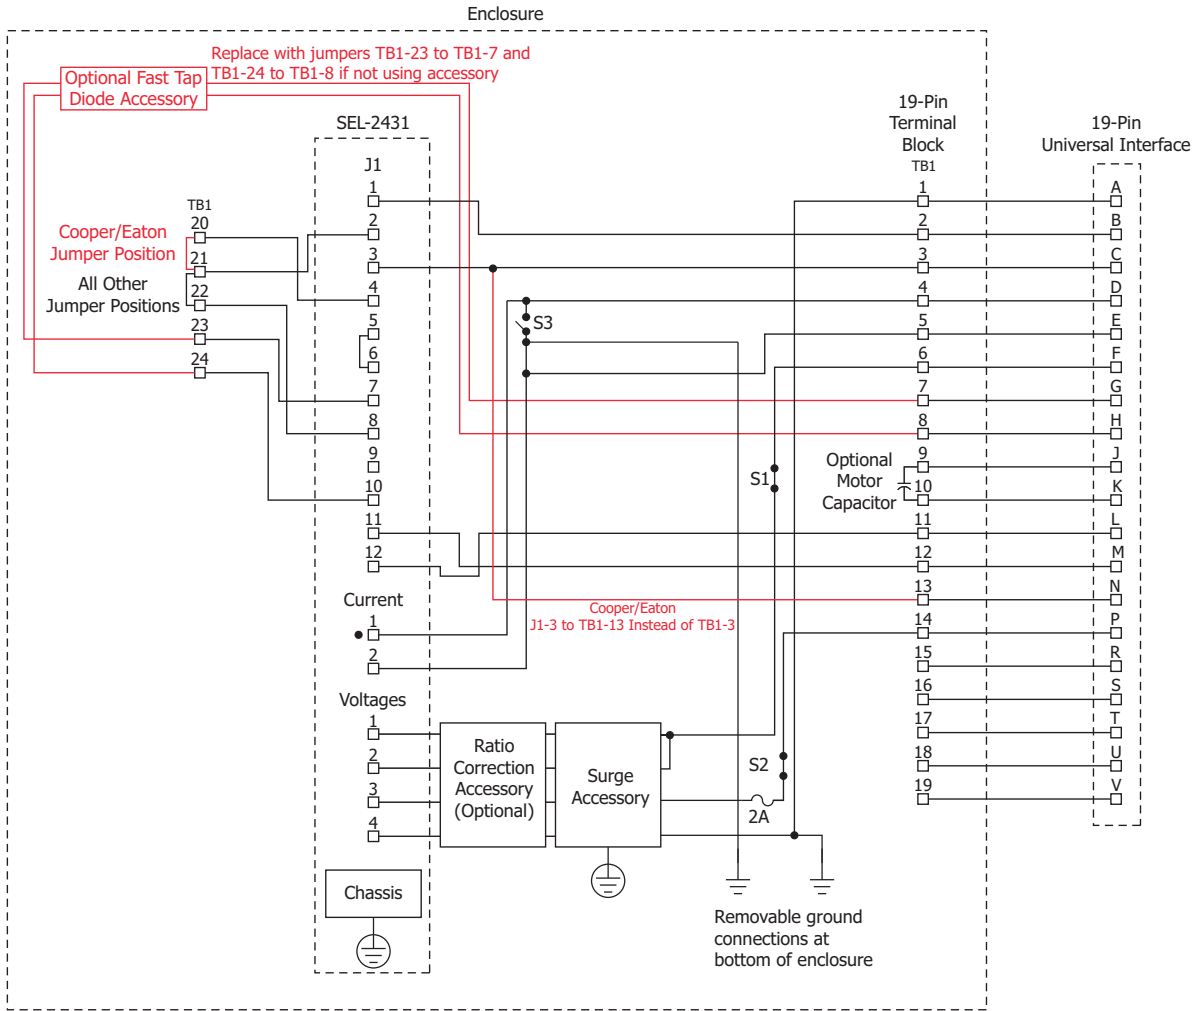 Enclosure
Replace with jumpers TB1-23 to TB1-7 and
TB1-24 to TB1-8 if not using accessory
Optional Fast Tap
Diode Accessory
SEL-2431
J1
1
2
3
4
5
6
7
8
9
10
11
12
TB1
20
21
22
23
24
Cooper/Eaton
Jumper Position
All Other
Jumper Positions
Current
1
2
Voltages
1
2
3
4
Ratio
Correction
Accessory
(Optional)
Surge
Accessory
Chassis
S3
S1
S2
2A
Cooper/Eaton
J1-3 to TB1-13 Instead of TB1-3
Removable ground
connections at
bottom of enclosure
Optional
Motor
Capacitor
19-Pin
Terminal
Block
TB1
1
2
3
4
5
6
7
8
9
10
11
12
13
14
15
16
17
18
19
19-Pin
Universal Interface
A
B
C
D
E
F
G
H
J
K
L
M
N
P
R
S
T
U
V